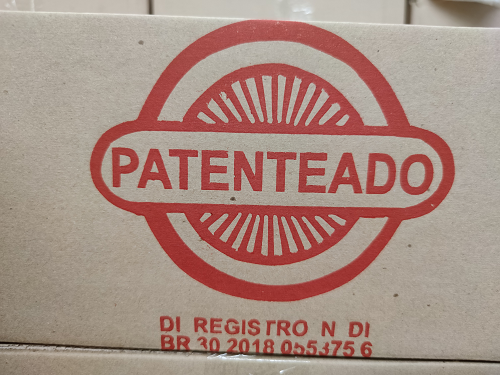 PATENTEADO
DI REGISTRO N DI
BR 30 2018 055375 6